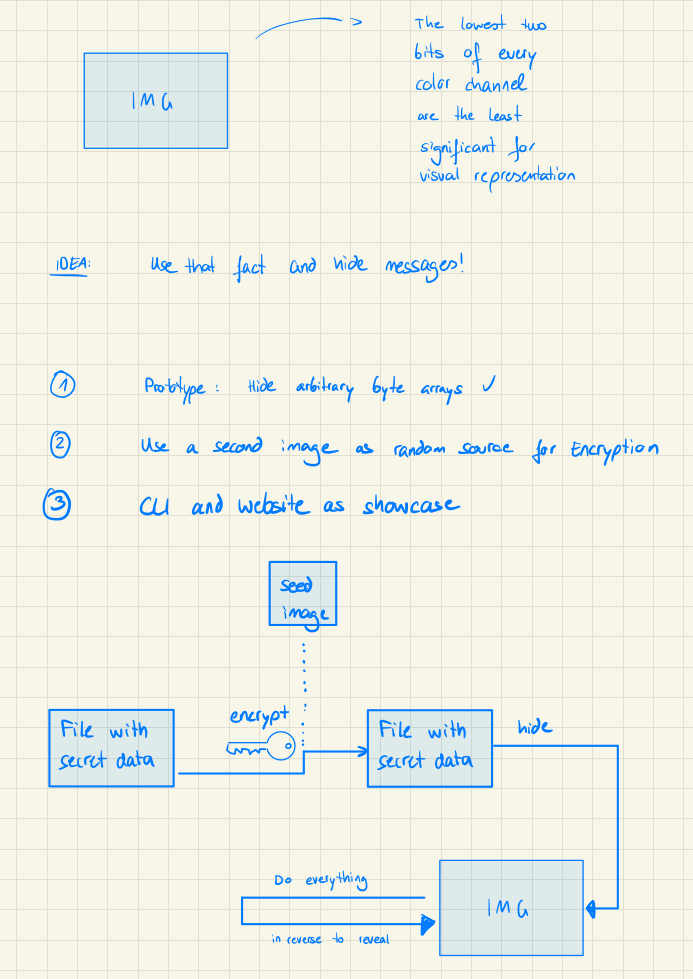 IMG
The lowest two
bits of every
color channel
are the least
significant for
visual representation
IDEA:
Use that fact and hide messages!
1
Prototype: Hide arbitrary byte arrays ✓
2
Use a second image as random source for Encryption
3
CLI and website as showcase
seed
image
encrypt
File with
secret data
File with
secret data
hide
Do everything
in reverse to reveal
IMG